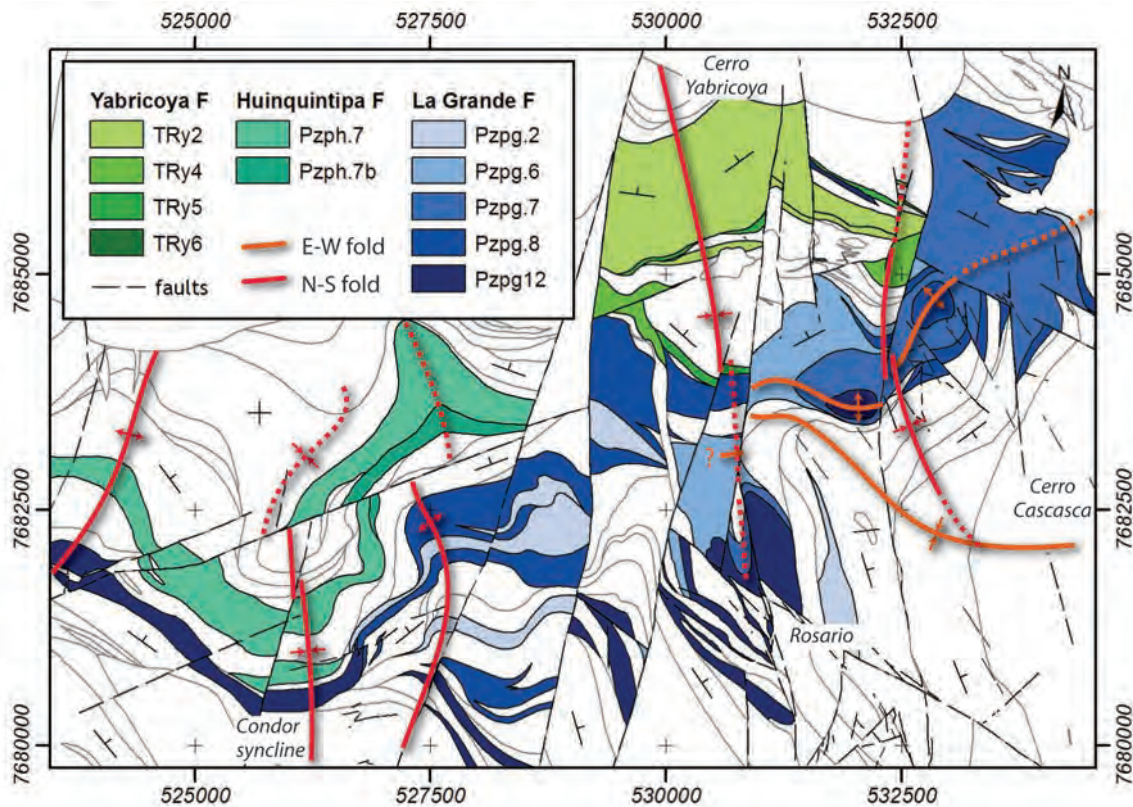 525000 527500 530000 532500
Cerro
Yabricoya
N
Yabricoya F Huinquintipa F La Grande F
TRy2 Pzph.7 Pzpg.2
TRy4 Pzph.7b Pzpg.6
TRy5 Pzpg.7
TRy6 E-W fold Pzpg.8
faults N-S fold Pzpg12
7685000 7685000
?
7682500 7682500
Cerro
Cascasca
Rosario
Condor
syncline
7680000 7680000
525000 527500 530000 532500